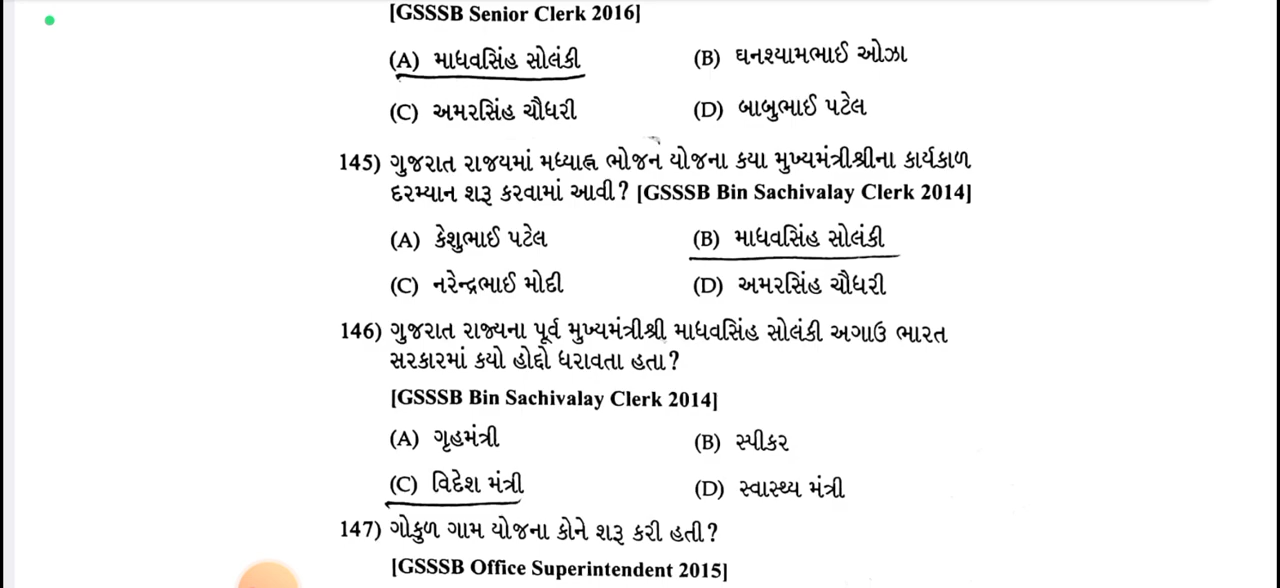 [GSSSB Senior Clerk 2016]
(A) માધવસિંહ સોલંકી (B) ઘનશ્યામભાઈ ઓઝા
(C) અમરસિંહ ચૌધરી (D) બાબુભાઈ પટેલ
145) ગુજરાત રાજયમાં મધ્યાહ્ન ભોજન યોજના કયા મુખ્યમંત્રીશ્રીના કાર્યકાળ
દરમ્યાન શરૂ કરવામાં આવી? [GSSSB Bin Sachivalay Clerk 2014]
(A) કેશુભાઈ પટેલ (B) માધવસિંહ સોલંકી
(C) નરેન્દ્રભાઈ મોદી (D) અમરસિંહ ચૌધરી
146) ગુજરાત રાજ્યના પૂર્વ મુખ્યમંત્રીશ્રી માધવસિંહ સોલંકી અગાઉ ભારત
સરકારમાં કયો હોદ્દો ધરાવતા હતા?
[GSSSB Bin Sachivalay Clerk 2014]
(A) ગૃહમંત્રી (B) સ્પીકર
(C) વિદેશ મંત્રી (D) સ્વાસ્થ્ય મંત્રી
147) ગોકુળ ગામ યોજના કોને શરૂ કરી હતી?
[GSSSB Office Superintendent 2015]